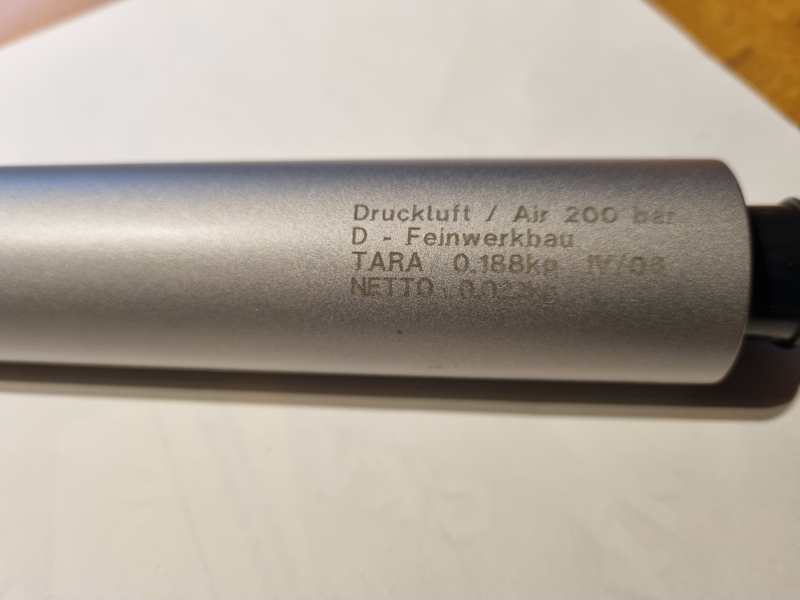 Druckluft / Air 200 bar
D - Feinwerkbau
TARA 0.188kg IV/08
NETTO